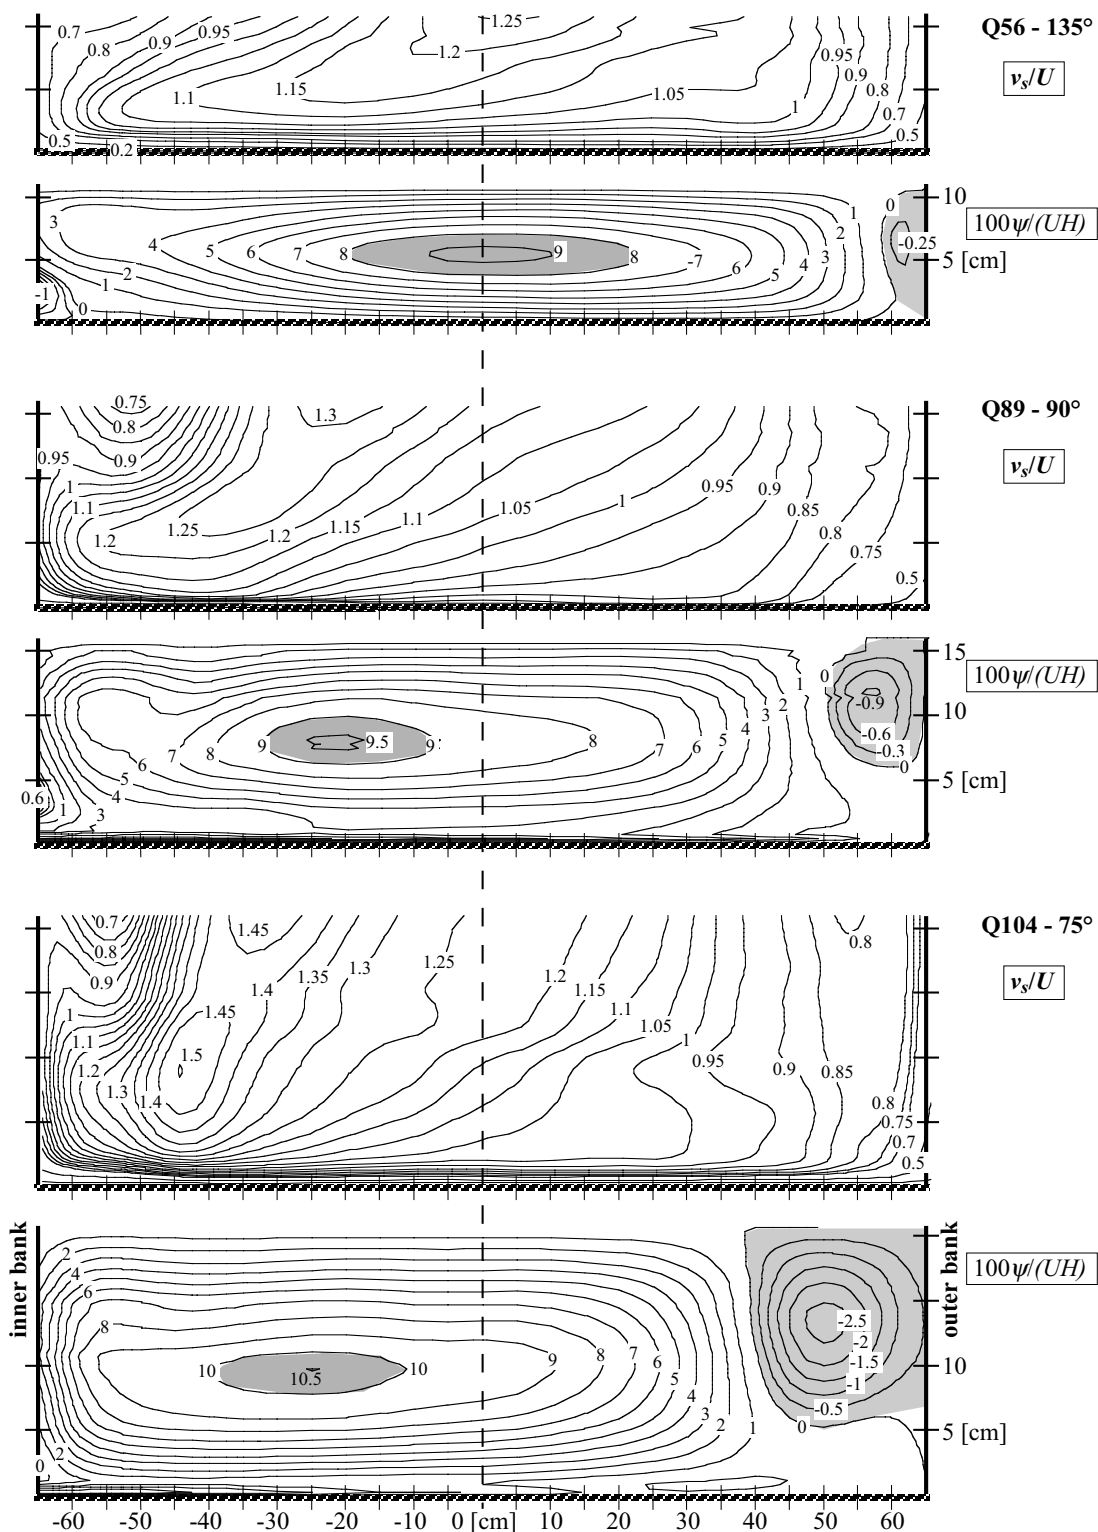 1.25
Q56 - 135°
0.7 0.9 0.95
0.8 1.2 0.95
vs/U
1.15 0.9
1.1 1.05 0.8
1 0.7
0.5 0.5
0.2
10
3 1 0
100ψ/(UH)
4 5 6 7 8 9 8 -7 6 5 4 3 2 -0.25
5 [cm]
2
-1 1
0
0.75 1.3
Q89 - 90°
0.8
0.95 0.9
vs/U
1 0.95 0.9
1.1 1.05 1 0.85
1.2 1.25 1.2 1.15 1.1 0.8
0.75
0.5
15
0
100ψ/(UH)
1 -0.9
3 2 10
7 8 9 9.5 9 8 7 6 5 4 -0.6
6 -0.3
5 0
5 [cm]
0.6 4
1 3
0.7 1.45 0.8
Q104 - 75°
0.8
0.9 1.4 1.35 1.3 1.25 1.2
vs/U
1 1.45 1.15
1.1 1.5 1.1 1.05 1
1.2 0.95 0.9 0.85
1.3 1.4 0.8
0.75
0.7
0.5
inner bank
outer bank
2
4
100ψ/(UH)
6
8 -2.5
-2
10 10.5 10 9 8 7 6 5 -1.5
10
4 -1
3 -0.5
2 1 0
5 [cm]
0 2
-60 -50 -40 -30 -20 -10 0 [cm] 10 20 30 40 50 60